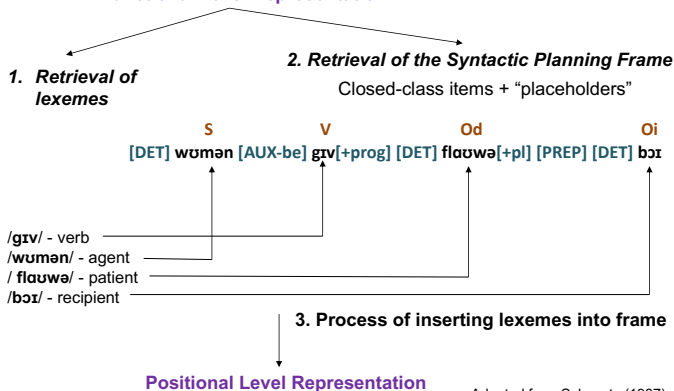 2. Retrieval of the Syntactic Planning Frame
1. Retrieval of
lexemes
Closed-class items + “placeholders”
S V Od Oi
[DET] wʊmən [AUX-be] gɪv[+prog] [DET] flaʊwə[+pl] [PREP] [DET] bɔɪ
/gɪv/ - verb
/wʊmən/ - agent
/ flaʊwə/ - patient
/bɔɪ/ - recipient
3. Process of inserting lexemes into frame
Positional Level Representation